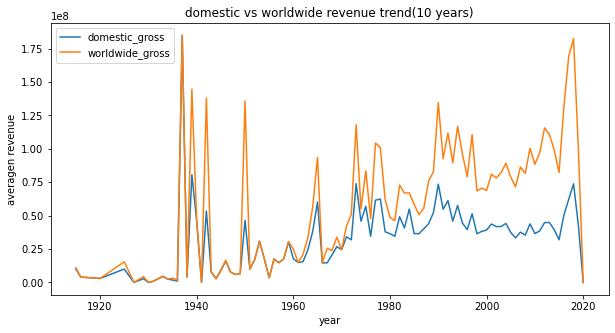 domestic vs worldwide revenue trend(10 years)
1e8
domestic_gross
worldwide_gross
1.75
1.50
1.25
1.00
0.75
0.50
0.25
0.00
averagen revenue
1920 1940 1960 1980 2000 2020
year